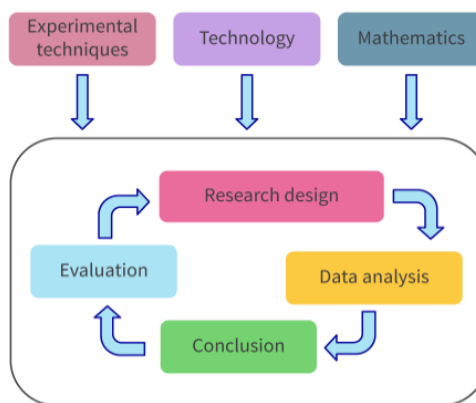 Experimental
techniques
Technology
Mathematics
Research design
Evaluation
Data analysis
Conclusion